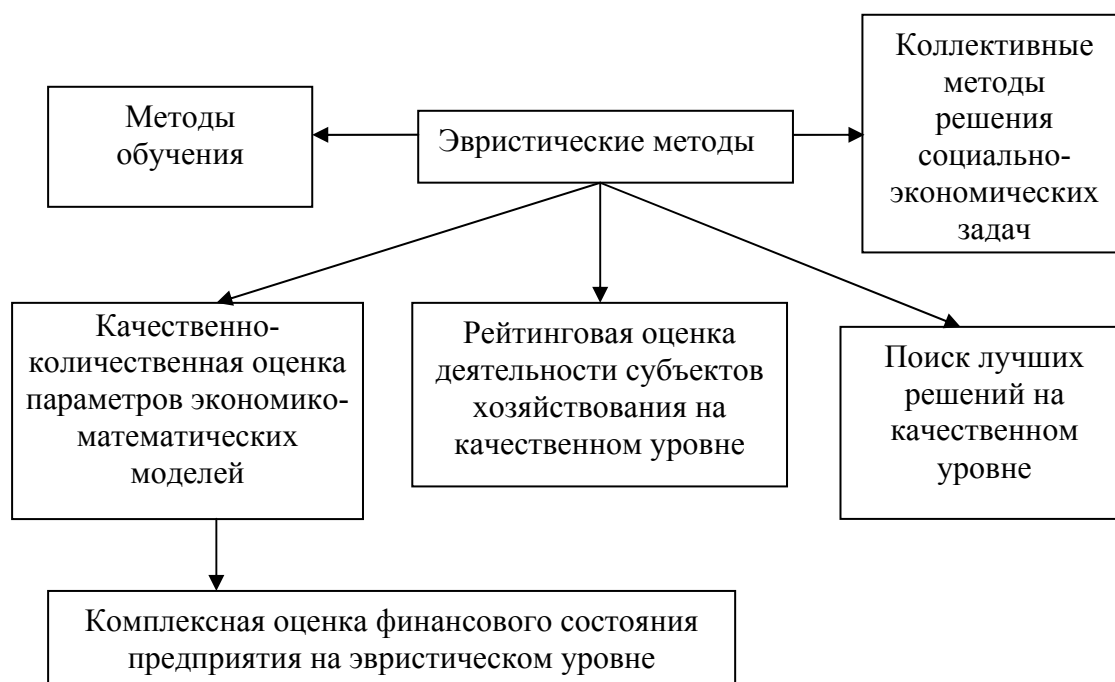 Методы
обучения
Эвристические методы
Коллективные
методы
решения
социально-
экономических
задач
Качественно-
количественная оценка
параметров экономико-
математических
моделей
Рейтинговая оценка
деятельности субъектов
хозяйствования на
качественном уровне
Поиск лучших
решений на
качественном
уровне
Комплексная оценка финансового состояния
предприятия на эвристическом уровне